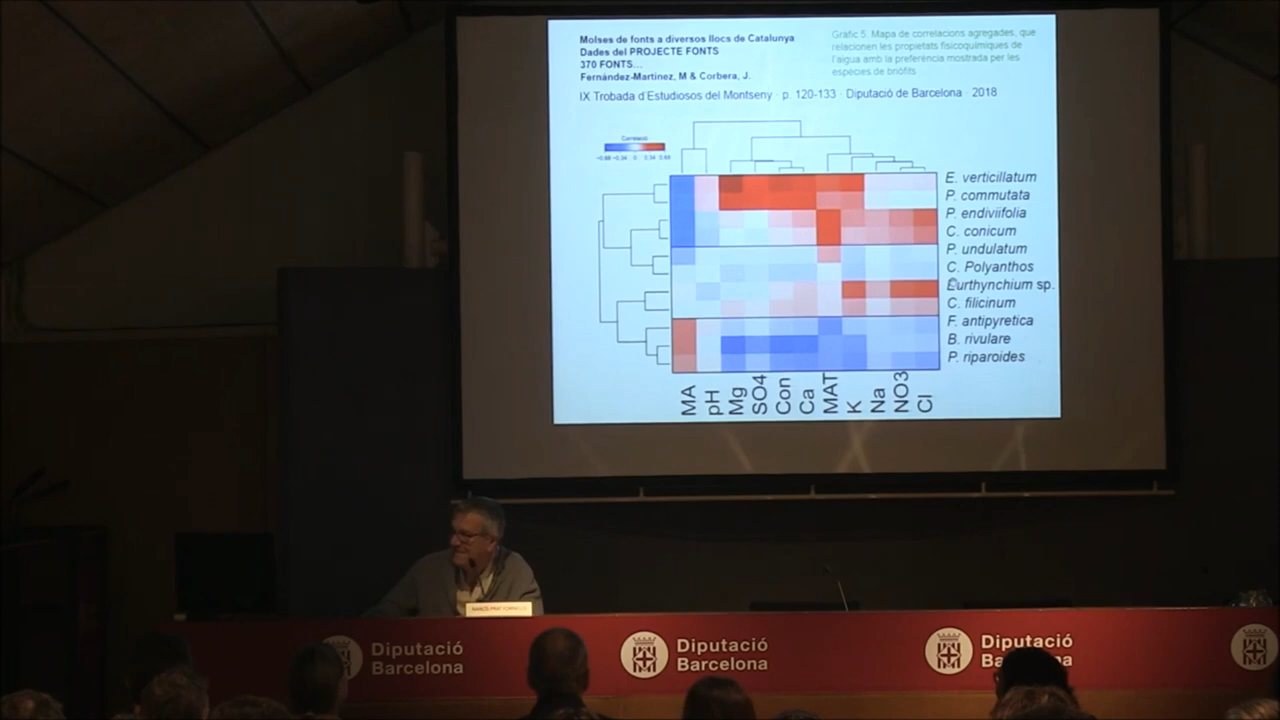 Molses de fonts a diversos llocs de Catalunya
Dades del PROJECTE FONTS
370 FONTS...
Fernández-Martínez, M & Corbera, J.
Gràfic 5. Mapa de correlacions agregades, que
relacionen les propietats fisicoquímiques de
l'aigua amb la preferència mostrada per les
espècies de briòfits
IX Trobada d'Estudiosos del Montseny · p. 120-133 · Diputació de Barcelona · 2018
Correlació
E. verticillatum
P. commutata
P. endiviifolia
C. conicum
P. undulatum
C. Polyanthos
Eurthynchium sp.
C. filicinum
F. antipyretica
B. rivulare
P. riparoides
MA pH Mg SO4 Con Ca MAT K Na NO3 Cl
Diputació
Barcelona
Diputació
Barcelona
Diputació